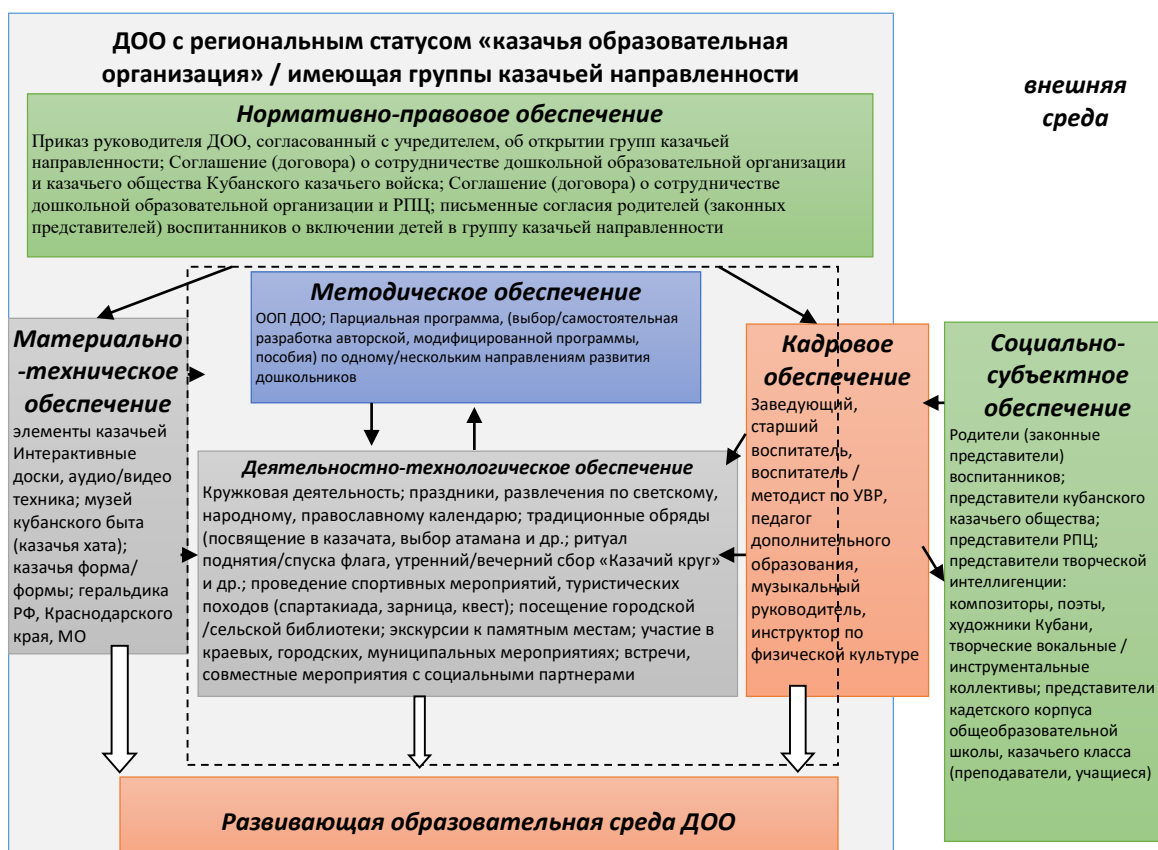 ДОО с региональным статусом «казачья образовательная
организация» / имеющая группы казачьей направленности
внешняя
среда
Нормативно-правовое обеспечение
Приказ руководителя ДОО, согласованный с учредителем, об открытии групп казачьей
направленности; Соглашение (договора) о сотрудничестве дошкольной образовательной организации
и казачьего общества Кубанского казачьего войска; Соглашение (договора) о сотрудничестве
дошкольной образовательной организации и РПЦ; письменные согласия родителей (законных
представителей) воспитанников о включении детей в группу казачьей направленности
Методическое обеспечение
ООП ДОО; Парциальная программа, (выбор/самостоятельная
разработка авторской, модифицированной программы,
пособия) по одному/нескольким направлениям развития
дошкольников
Материально
-техническое
обеспечение
элементы казачьей
Интерактивные
доски, аудио/видео
техника; музей
кубанского быта
(казачья хата);
казачья форма/
формы; геральдика
РФ, Краснодарского
края, МО
Деятельностно-технологическое обеспечение
Кружковая деятельность; праздники, развлечения по светскому,
народному, православному календарю; традиционные обряды
(посвящение в казачата, выбор атамана и др.; ритуал
поднятия/спуска флага, утренний/вечерний сбор «Казачий круг»
и др.; проведение спортивных мероприятий, туристических
походов (спартакиада, зарница, квест); посещение городской
/сельской библиотеки; экскурсии к памятным местам; участие в
краевых, городских, муниципальных мероприятиях; встречи,
совместные мероприятия с социальными партнерами
Кадровое
обеспечение
Заведующий,
старший
воспитатель,
воспитатель /
методист по УВР,
педагог
дополнительного
образования,
музыкальный
руководитель,
инструктор по
физической культуре
Социально-
субъектное
обеспечение
Родители (законные
представители)
воспитанников;
представители кубанского
казачьего общества;
представители РПЦ;
представители творческой
интеллигенции:
композиторы, поэты,
художники Кубани,
творческие вокальные /
инструментальные
коллективы; представители
кадетского корпуса
общеобразовательной
школы, казачьего класса
(преподаватели, учащиеся)
Развивающая образовательная среда ДОО